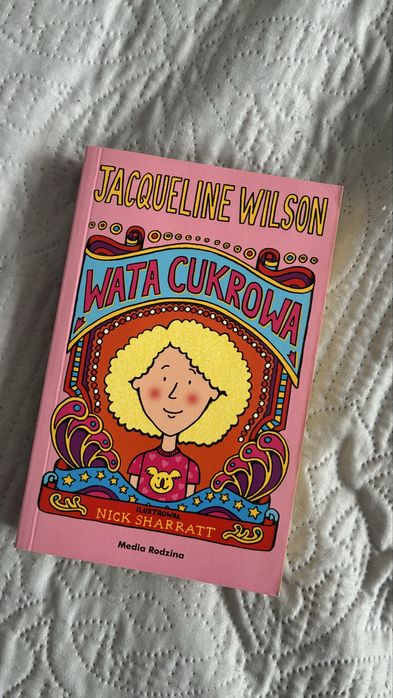 JACQUELINE WILSON
WATA CUKROWA
ILUSTROWAŁ
NICK SHARRATT
Media Rodzina